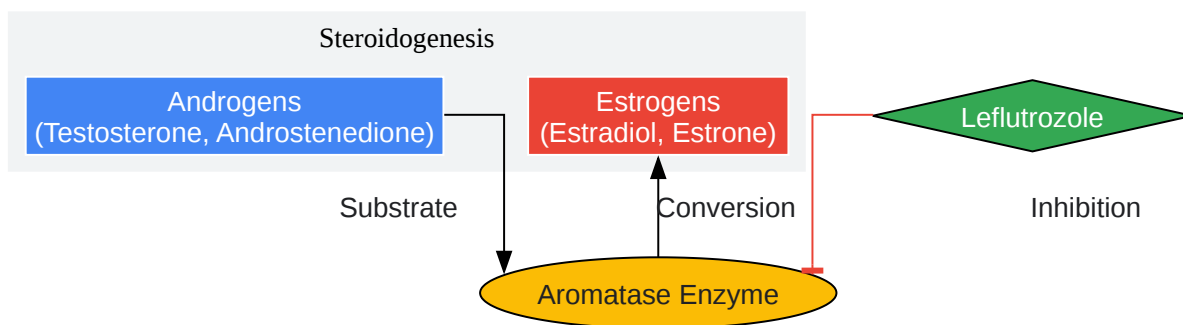 Steroidogenesis
Androgens
(Testosterone, Androstenedione)
Estrogens
(Estradiol, Estrone)
Leflutrozole
Substrate
Conversion
Inhibition
Aromatase Enzyme